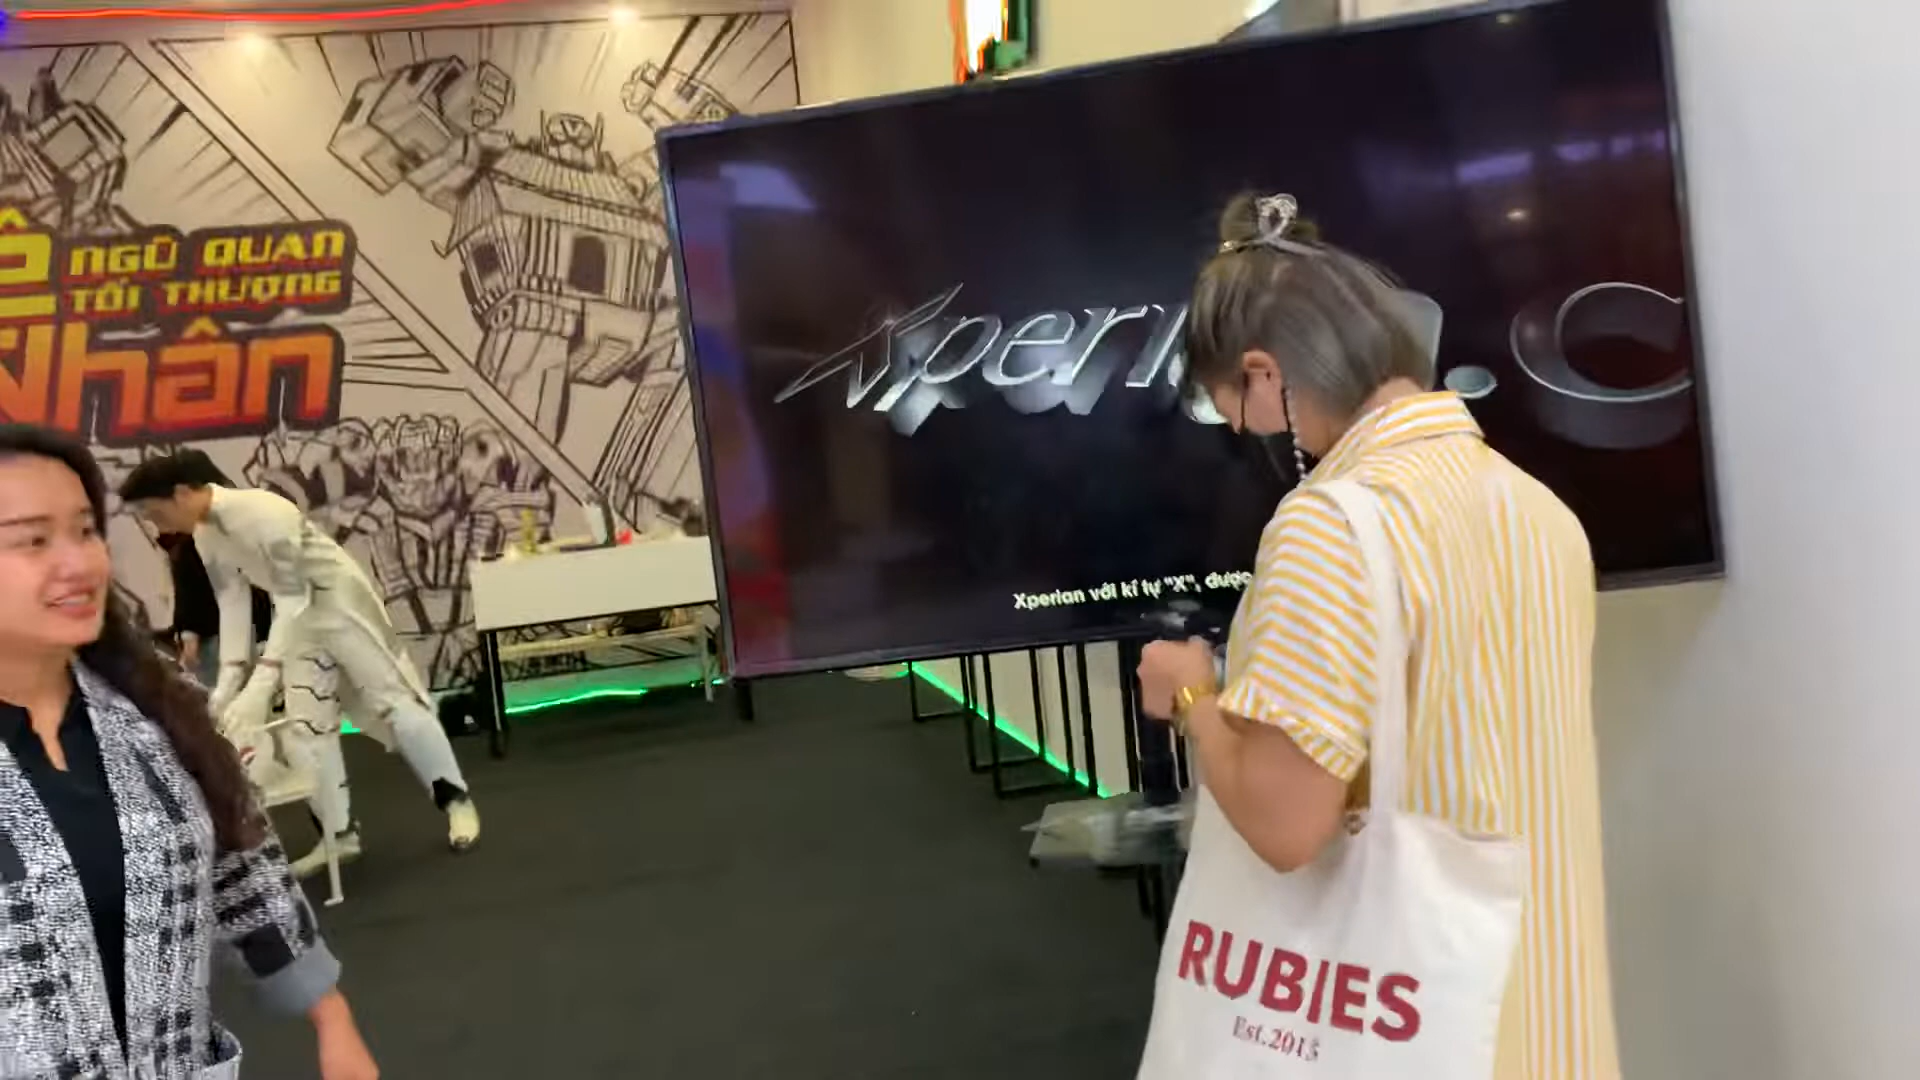 NGŨ QUAN
TỐI THƯỢNG
Nhân
Xperia
.C
Xperian với kí tự "X", được
RUBIES
Est.2015